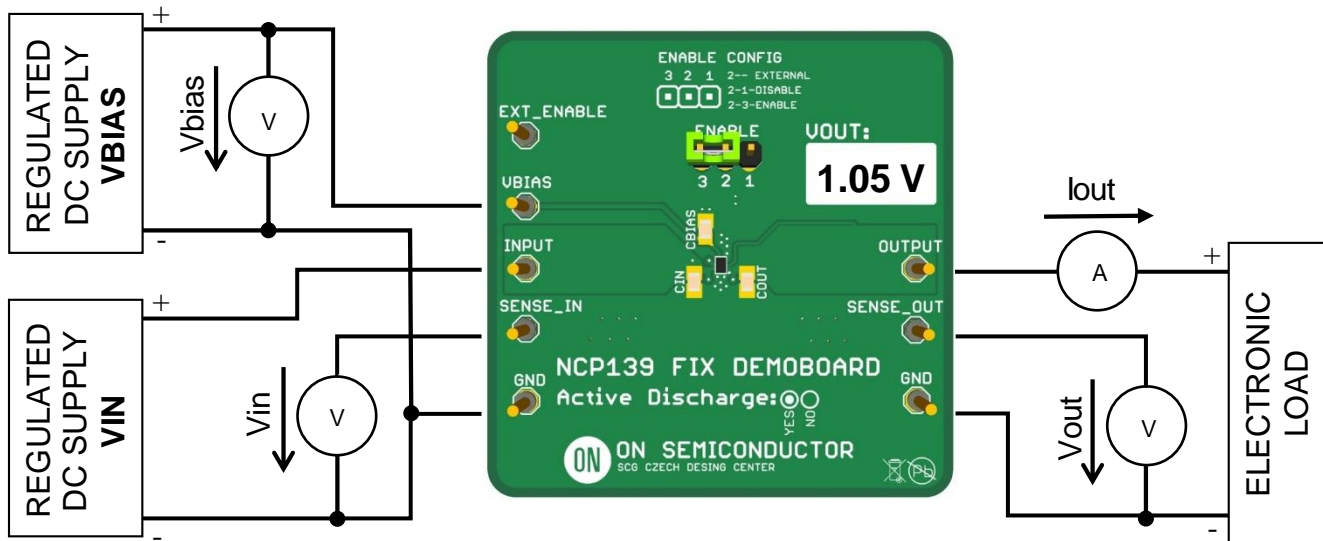 REGULATED
DC SUPPLY
VBIAS
+
-
Vbias
V
REGULATED
DC SUPPLY
VIN
+
-
Vin
V
ENABLE CONFIG
3 2 1
2-- EXTERNAL
2-1-DISABLE
2-3-ENABLE
EXT_ENABLE
ENABLE
3 2 1
VOUT:
1.05 V
VBIAS
CBIAS
INPUT
OUTPUT
CIN
COUT
SENSE_IN
SENSE_OUT
NCP139 FIX DEMOBOARD
GND
GND
Active Discharge:
YES
NO
ON
ON SEMICONDUCTOR
SCG CZECH DESING CENTER
Pb
Iout
A
+
-
Vout
V
ELECTRONIC
LOAD